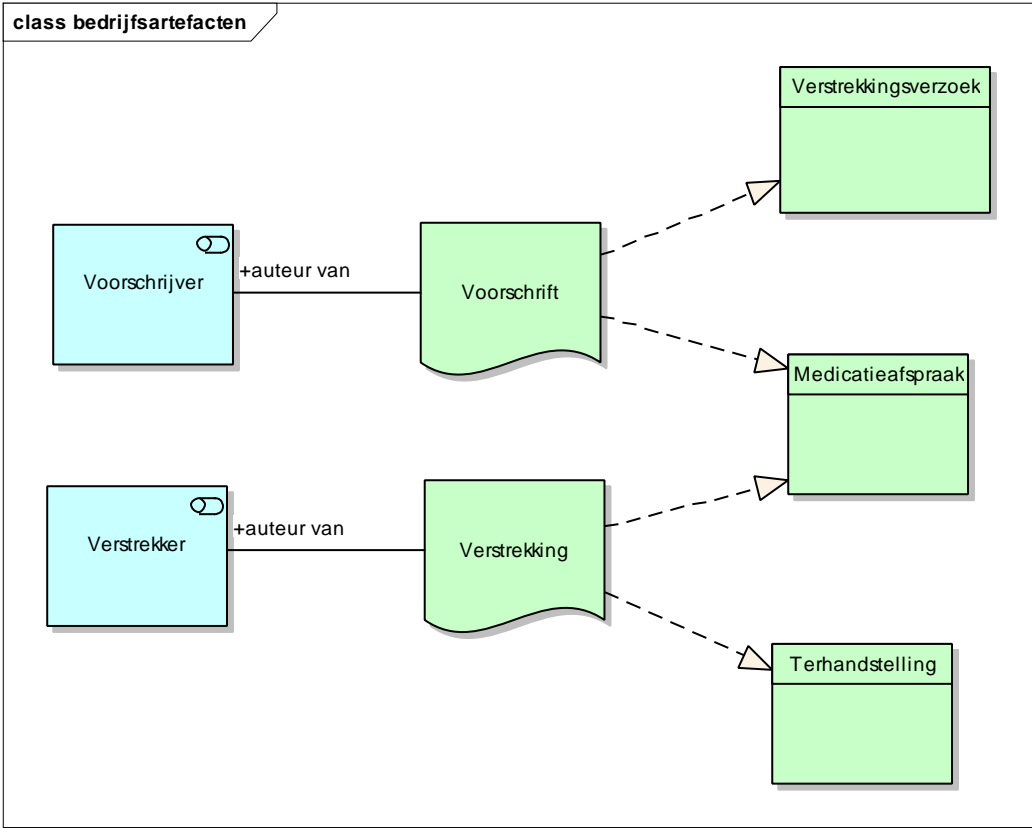 class bedrijfsartefacten
Verstrekkingsverzoek
Voorschrijver
+auteur van
Voorschrift
Medicatieafspraak
Verstrekker
+auteur van
Verstrekking
Terhandstelling